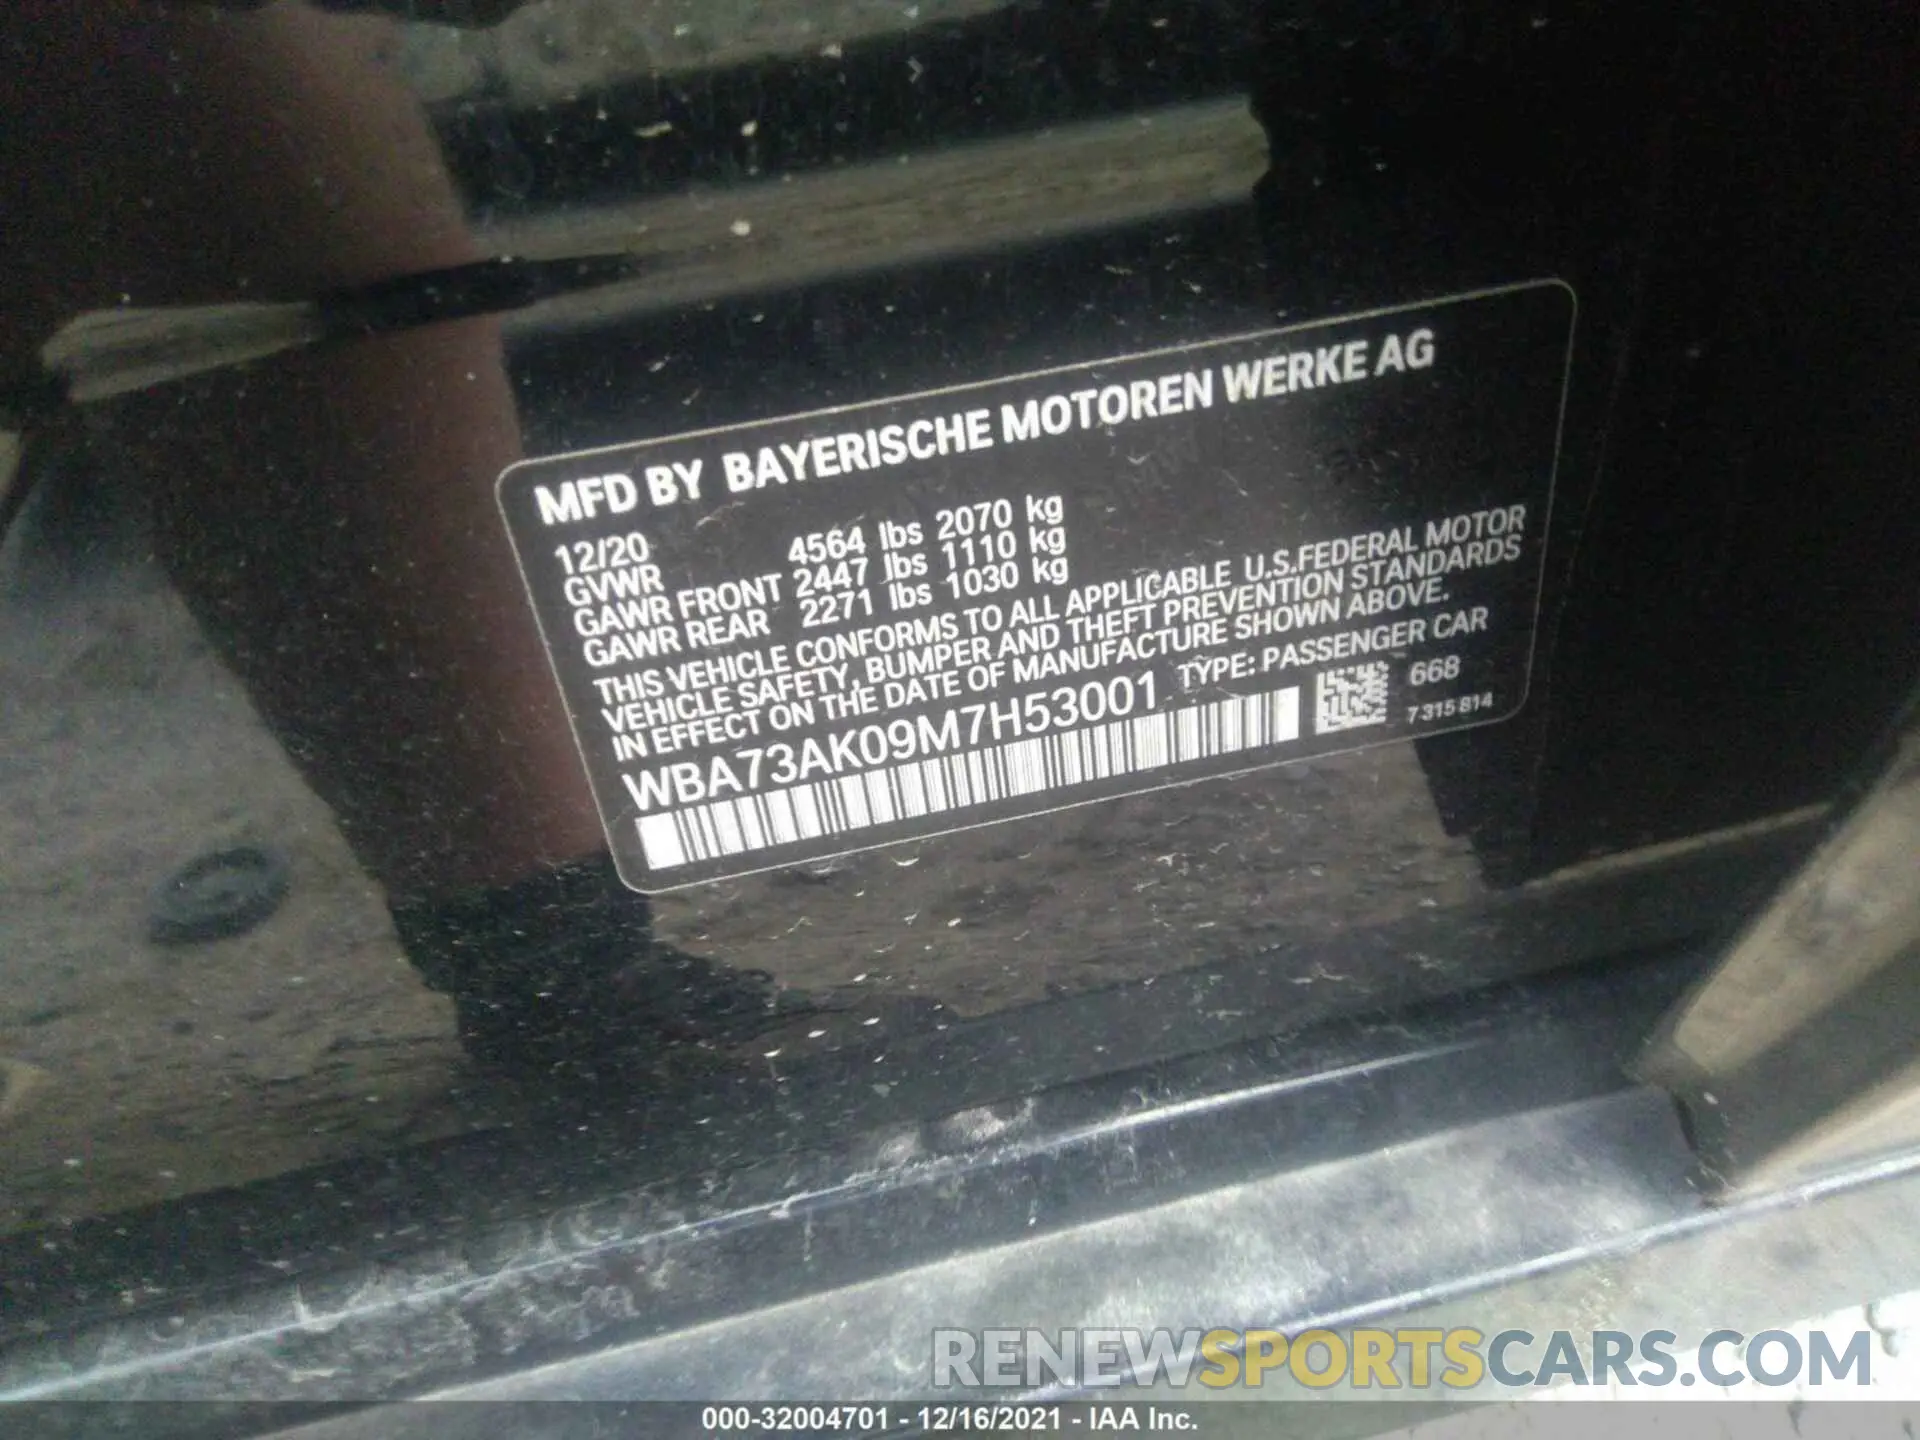 MFD BY BAYERISCHE MOTOREN WERKE AG
12/20
GVWR 4564 lbs 2070 kg
GAWR FRONT 2447 lbs 1110 kg
GAWR REAR 2271 lbs 1030 kg
THIS VEHICLE CONFORMS TO ALL APPLICABLE U.S.FEDERAL MOTOR
VEHICLE SAFETY, BUMPER AND THEFT PREVENTION STANDARDS
IN EFFECT ON THE DATE OF MANUFACTURE SHOWN ABOVE.
WBA73AK09M7H53001 TYPE: PASSENGER CAR
668
7 315 814
RENEWSPORTSCARS.COM
000-32004701 - 12/16/2021 - IAA Inc.